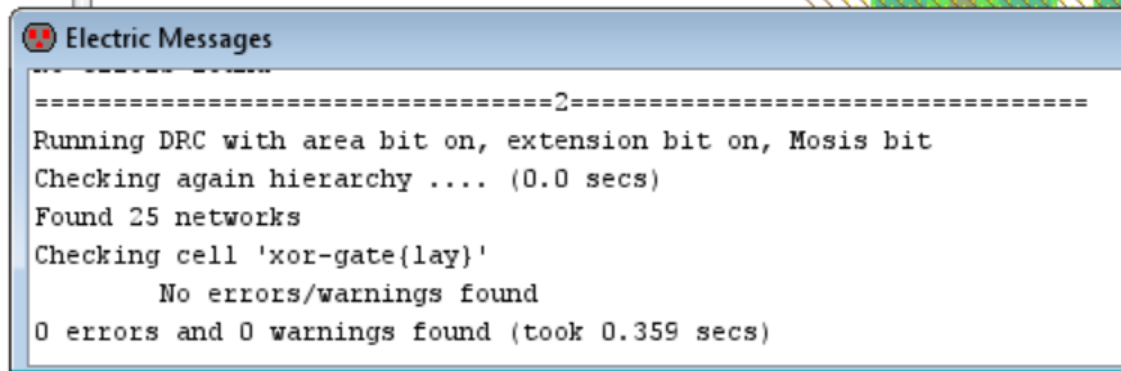 Electric Messages
=================================2=================================
Running DRC with area bit on, extension bit on, Mosis bit
Checking again hierarchy .... (0.0 secs)
Found 25 networks
Checking cell 'xor-gate{lay}'
No errors/warnings found
0 errors and 0 warnings found (took 0.359 secs)